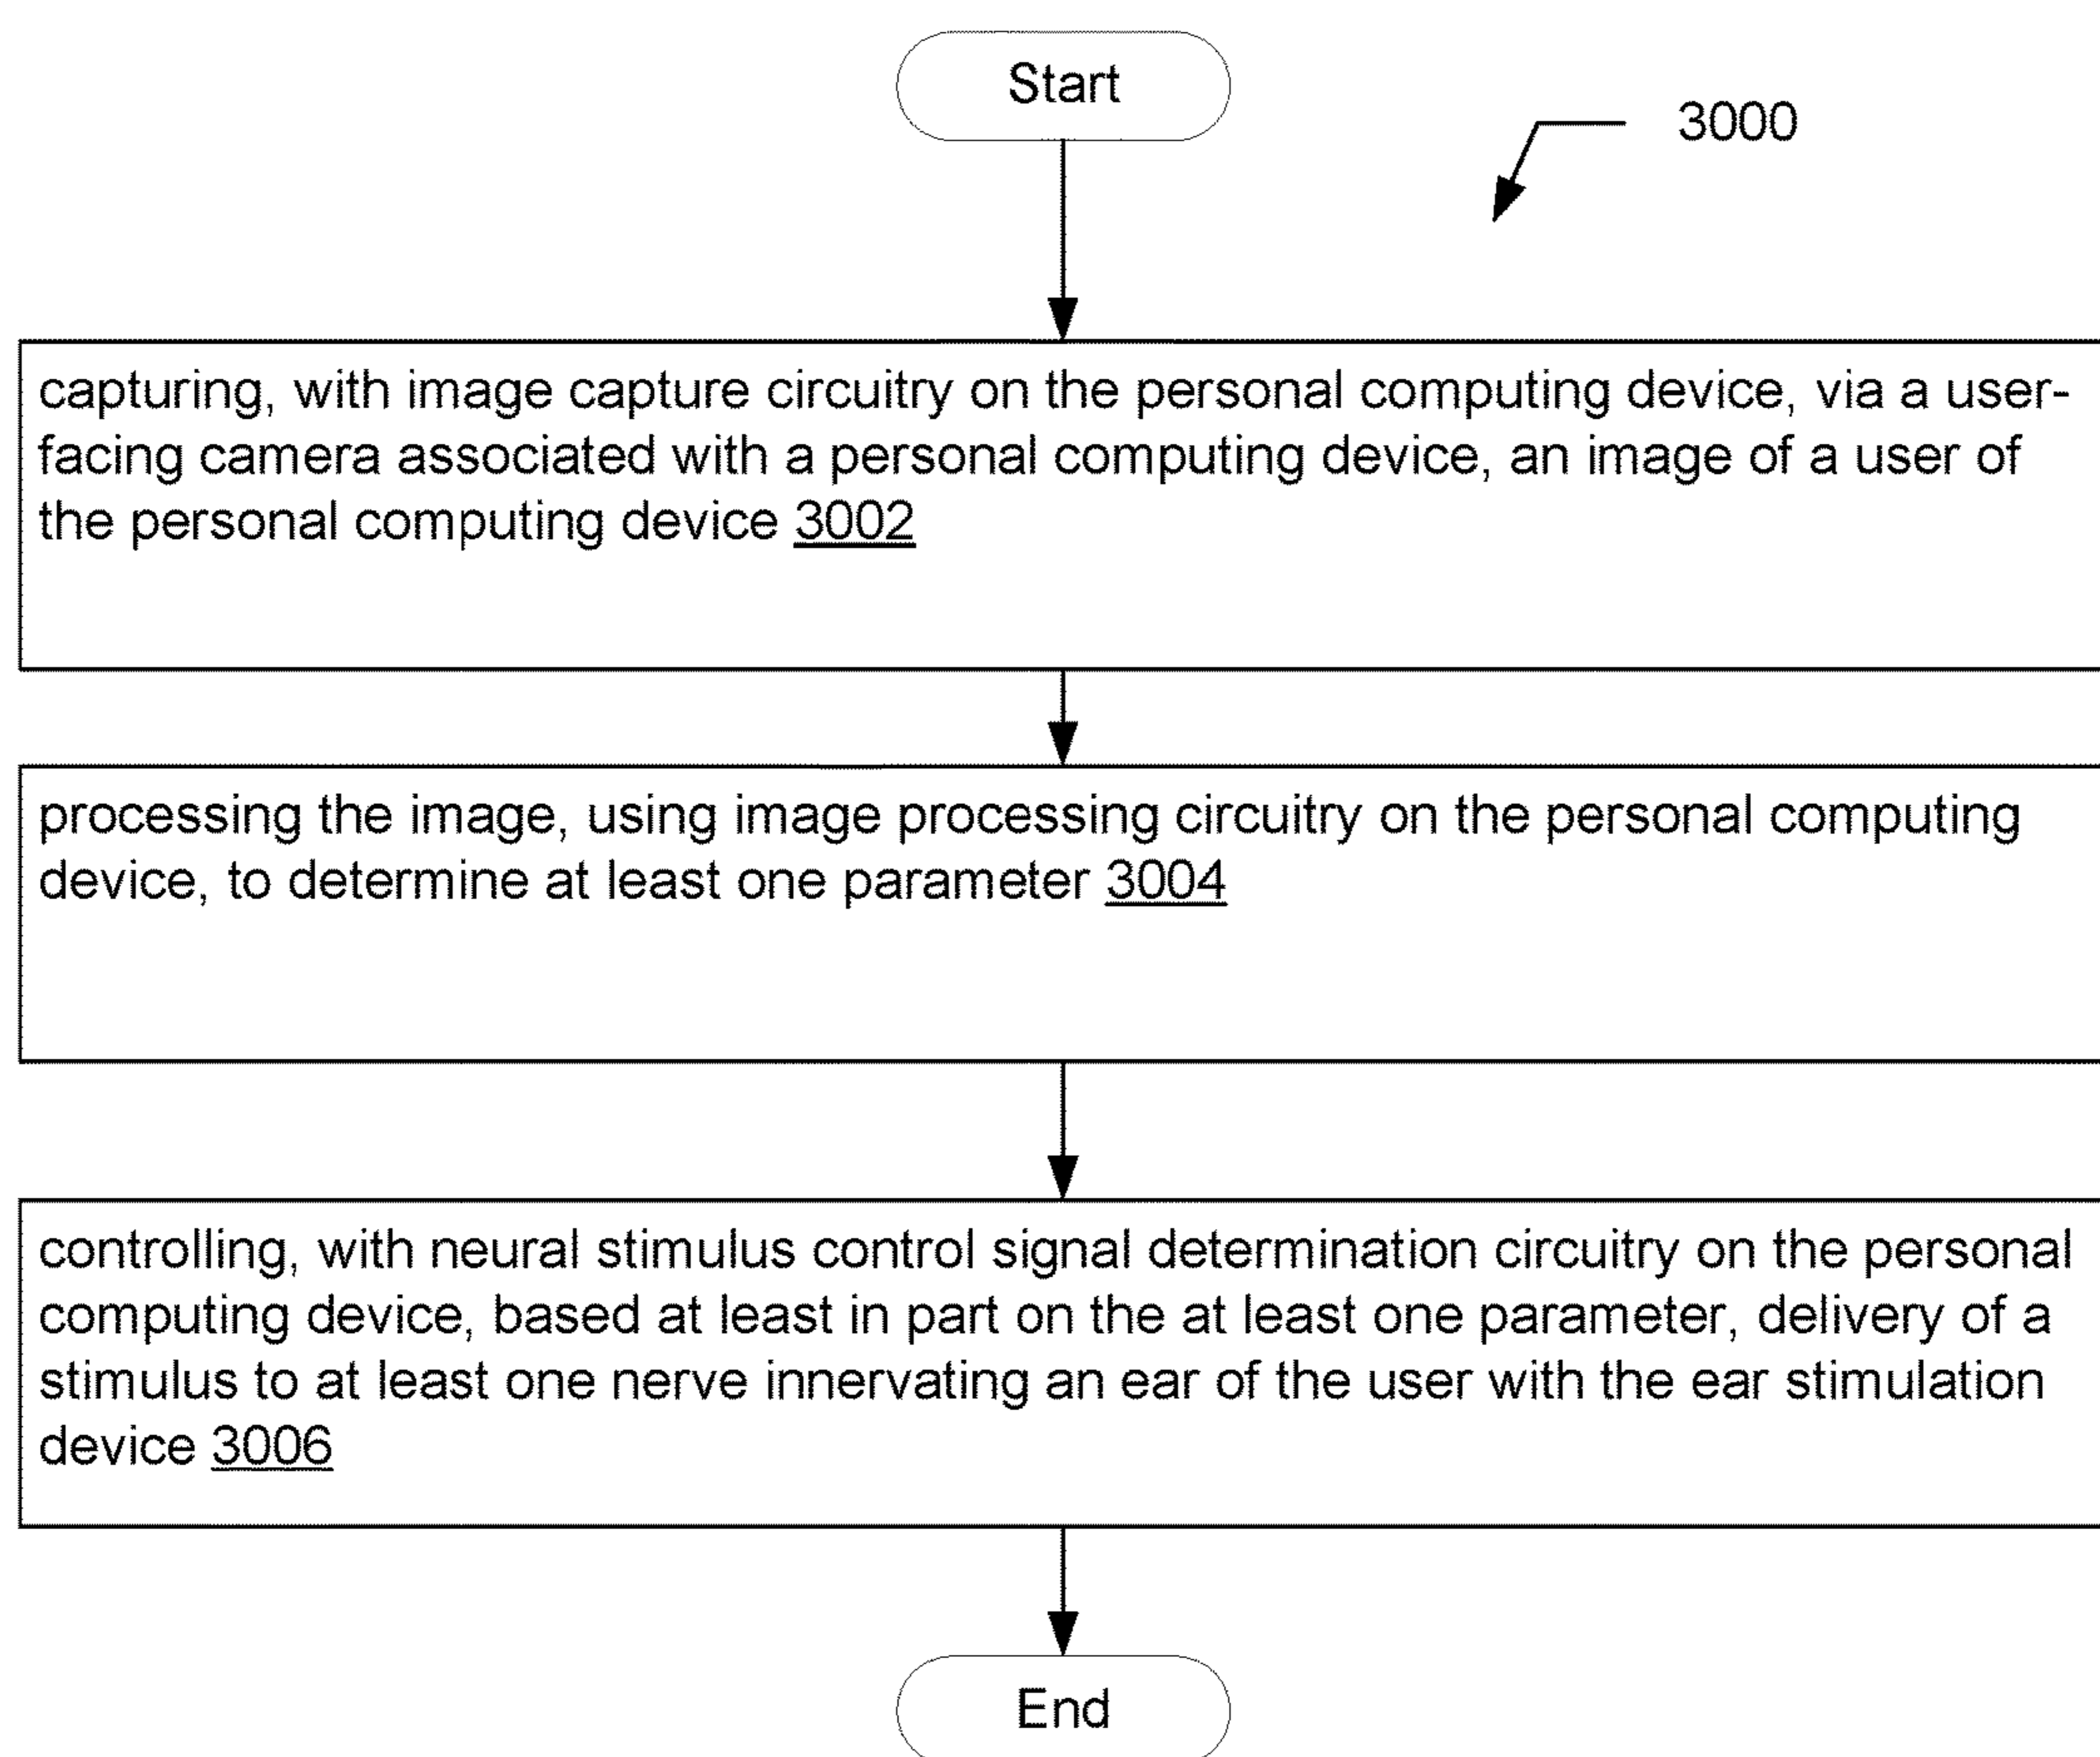 Start
3000
capturing, with image capture circuitry on the personal computing device, via a user-
facing camera associated with a personal computing device, an image of a user of
the personal computing device 3002
processing the image, using image processing circuitry on the personal computing
device, to determine at least one parameter 3004
controlling, with neural stimulus control signal determination circuitry on the personal
computing device, based at least in part on the at least one parameter, delivery of a
stimulus to at least one nerve innervating an ear of the user with the ear stimulation
device 3006
End